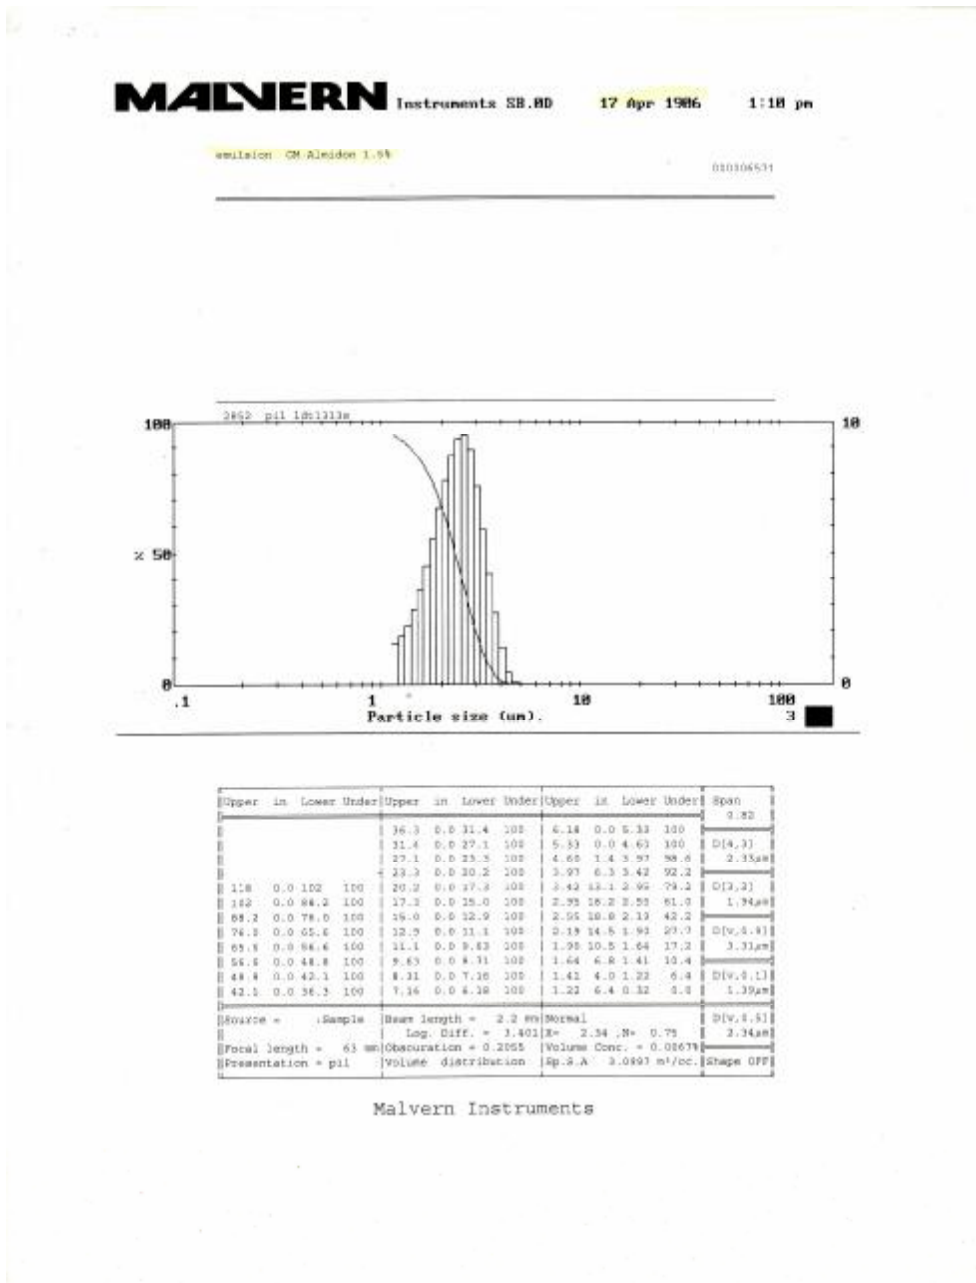 MALVERN Instruments SB.0D 17 Apr 1986 1:10 pm
emulsion CM Almidon 1.5%
2852 pil
100 10
% 50
0 0
.1 1 10 100
Particle size (um). 3
Upper in Lower Under Upper in Lower Under Upper in Lower Under Span
0.82
36.3 0.0 31.4 100 6.18 0.0 5.33 100
31.4 0.0 27.1 100 5.33 0.0 4.60 100 D[4,3]
27.1 0.0 23.3 100 4.60 1.4 3.97 98.6 2.33µm
23.3 0.0 20.2 100 3.97 6.3 3.42 92.2
118 0.0 102 100 20.2 0.0 17.3 100 3.42 13.1 2.95 79.2 D[3,2]
102 0.0 88.2 100 17.3 0.0 15.0 100 2.95 18.2 2.55 61.0 1.94µm
88.2 0.0 76.0 100 15.0 0.0 12.9 100 2.55 18.8 2.19 42.2
76.0 0.0 65.6 100 12.9 0.0 11.1 100 2.19 14.5 1.90 27.7 D[v,0.9]
65.6 0.0 56.6 100 11.1 0.0 9.63 100 1.90 10.5 1.64 17.2 3.31µm
56.6 0.0 48.8 100 9.63 0.0 8.31 100 1.64 6.8 1.41 10.4
48.8 0.0 42.1 100 8.31 0.0 7.16 100 1.41 4.0 1.22 6.4 D[v,0.1]
42.1 0.0 36.3 100 7.16 0.0 6.18 100 1.22 6.4 0.32 0.0 1.39µm
Source = :Sample Beam length = 2.2 mm Normal D[v,0.5]
Log. Diff. = 3.401 X= 2.34 ,N= 0.75 2.34µm
Focal length = 63 mm Obscuration = 0.2055 Volume Conc. = 0.0067%
Presentation = pil Volume distribution Sp.S.A 3.0897 m²/cc. Shape OFF
Malvern Instruments